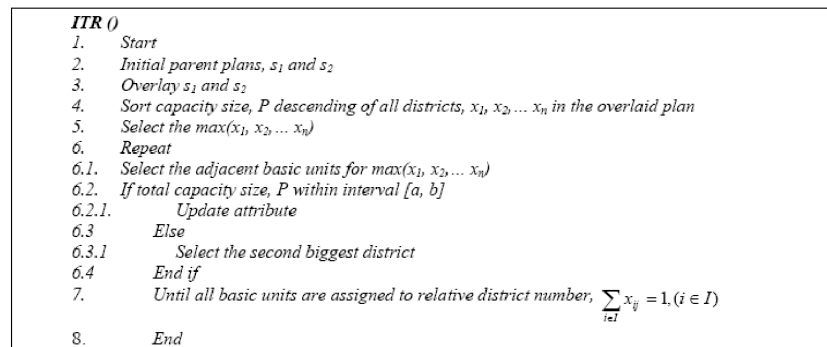 ITR ()
1. Start
2. Initial parent plans, s₁ and s₂
3. Overlay s₁ and s₂
4. Sort capacity size, P descending of all districts, x₁, x₂,... xₙ in the overlaid plan
5. Select the max(x₁, x₂,... xₙ)
6. Repeat
6.1. Select the adjacent basic units for max(x₁, x₂,... xₙ)
6.2. If total capacity size, P within interval [a, b]
6.2.1. Update attribute
6.3 Else
6.3.1 Select the second biggest district
6.4 End if
7. Until all basic units are assigned to relative district number, ∑_{i∈I} x_{ij} = 1, (i ∈ I)
8. End